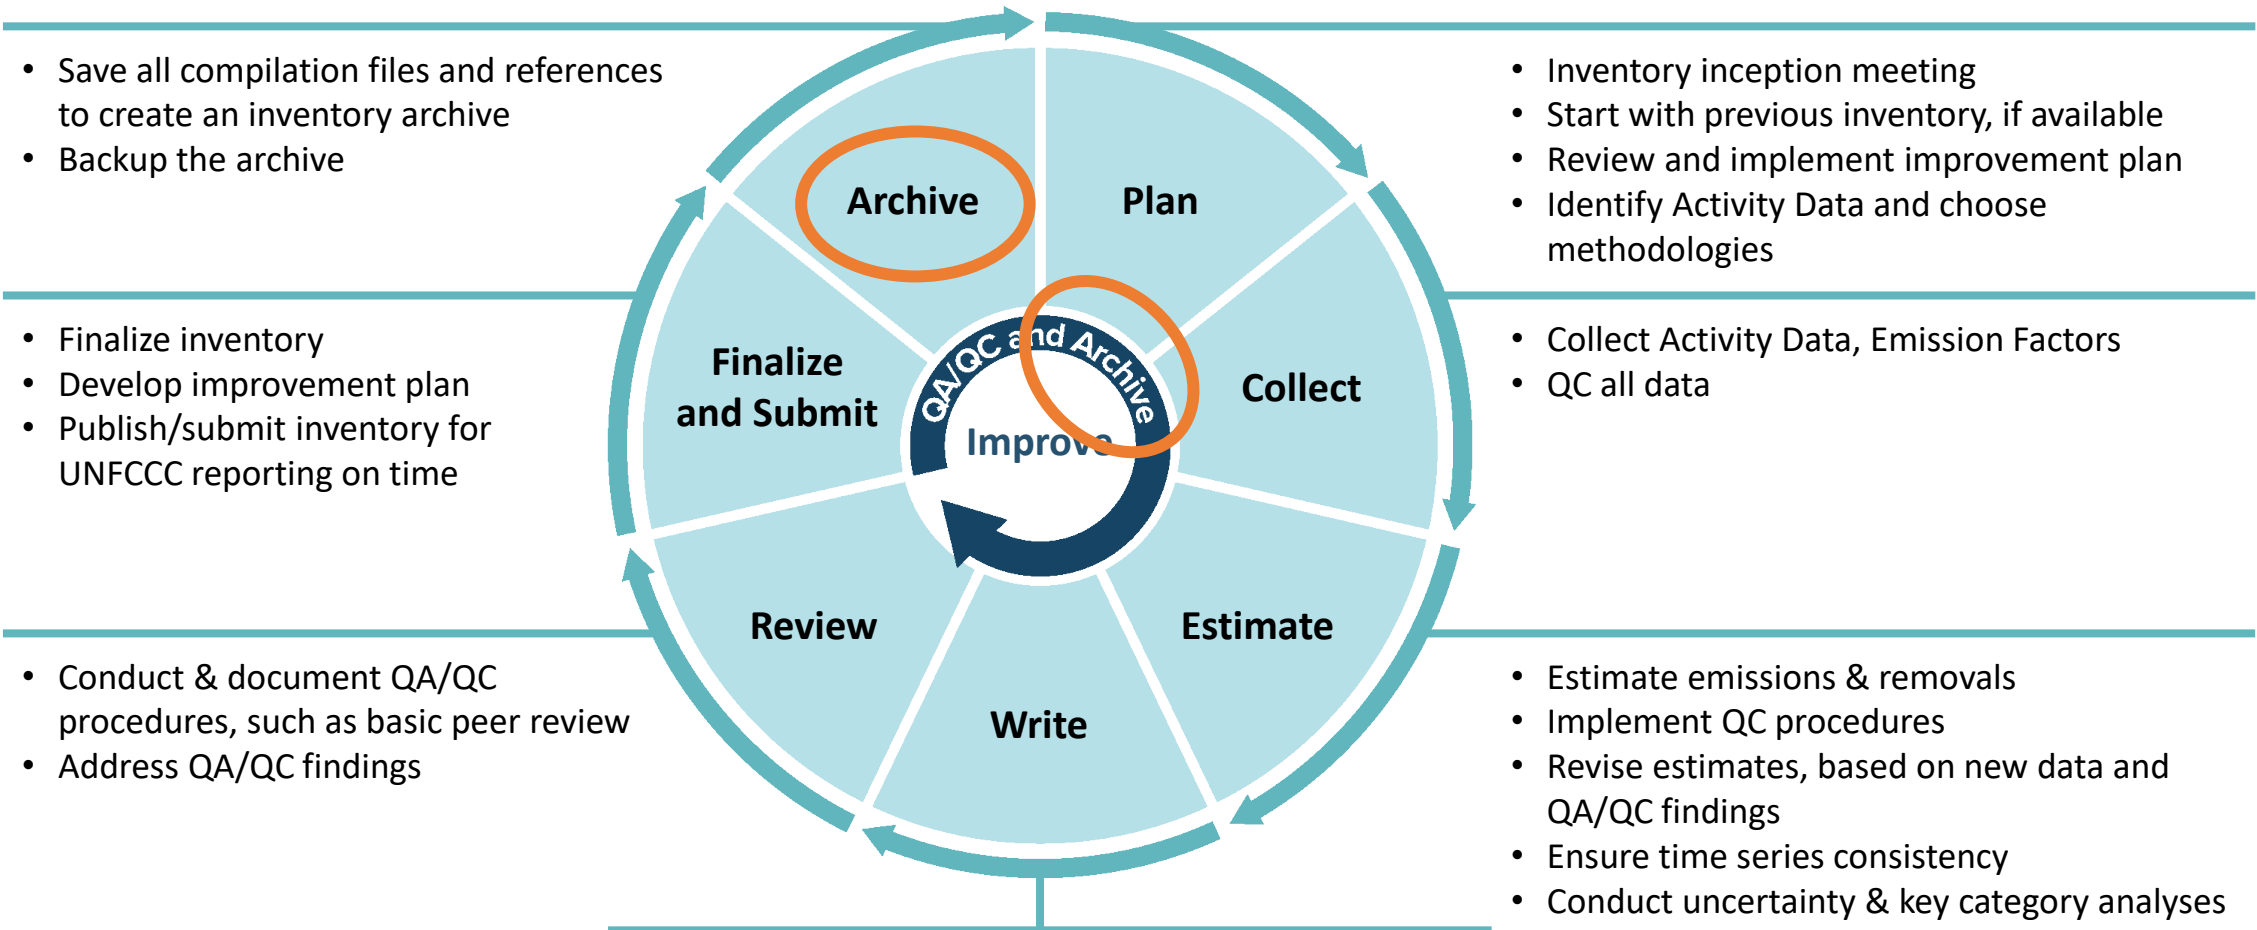 • Save all compilation files and references
to create an inventory archive
• Backup the archive
• Inventory inception meeting
• Start with previous inventory, if available
• Review and implement improvement plan
• Identify Activity Data and choose
methodologies
Archive
Plan
• Finalize inventory
• Develop improvement plan
• Publish/submit inventory for
UNFCCC reporting on time
Finalize
and Submit
QA/QC and Archive
Improve
Collect
• Collect Activity Data, Emission Factors
• QC all data
Review
Write
Estimate
• Conduct & document QA/QC
procedures, such as basic peer review
• Address QA/QC findings
• Estimate emissions & removals
• Implement QC procedures
• Revise estimates, based on new data and
QA/QC findings
• Ensure time series consistency
• Conduct uncertainty & key category analyses